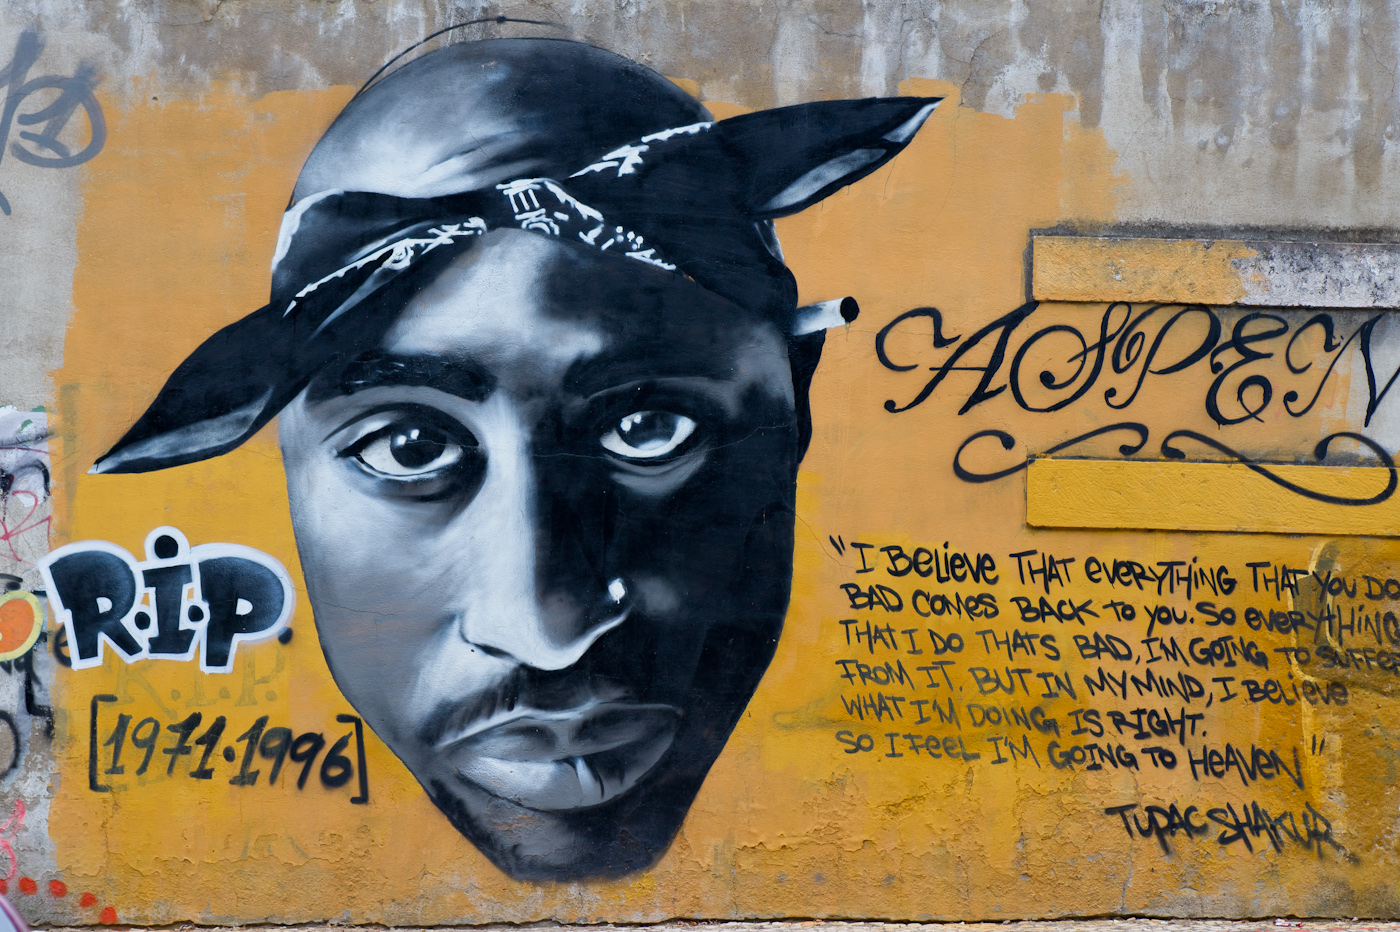 ASPEN
R.I.P.
[1971.1996]
"I BELIEVE THAT EVERYTHING THAT YOU DO
BAD COMES BACK TO YOU. SO EVERYTHING
THAT I DO THATS BAD, I'M GOING TO SUFFER
FROM IT. BUT IN MY MIND, I BELIEVE
WHAT I'M DOING IS RIGHT.
SO I FEEL I'M GOING TO HEAVEN"
TUPAC SHAKUR